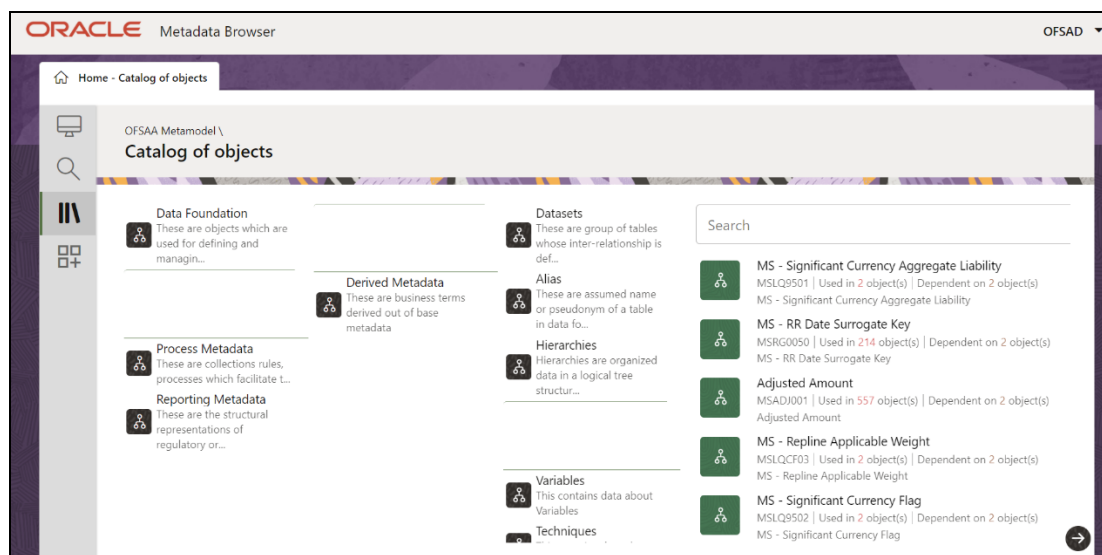 ORACLE Metadata Browser
OFSAD
Home - Catalog of objects
OFSAA Metamodel \
Catalog of objects
Data Foundation
These are objects which are
used for defining and
managin...
Process Metadata
These are collections rules,
processes which facilitate t...
Reporting Metadata
These are the structural
representations of
regulatory or...
Derived Metadata
These are business terms
derived out of base
metadata
Datasets
These are group of tables
whose inter-relationship is
def...
Alias
These are assumed name
or pseudonym of a table
in data fo...
Hierarchies
Hierarchies are organized
data in a logical tree
structur...
Variables
This contains data about
Variables
Techniques
Search
MS - Significant Currency Aggregate Liability
MSLQ9501 | Used in 2 object(s) | Dependent on 2 object(s)
MS - Significant Currency Aggregate Liability
MS - RR Date Surrogate Key
MSRG0050 | Used in 214 object(s) | Dependent on 2 object(s)
MS - RR Date Surrogate Key
Adjusted Amount
MSADJ001 | Used in 557 object(s) | Dependent on 2 object(s)
Adjusted Amount
MS - Repline Applicable Weight
MSLQCF03 | Used in 2 object(s) | Dependent on 2 object(s)
MS - Repline Applicable Weight
MS - Significant Currency Flag
MSLQ9502 | Used in 2 object(s) | Dependent on 2 object(s)
MS - Significant Currency Flag